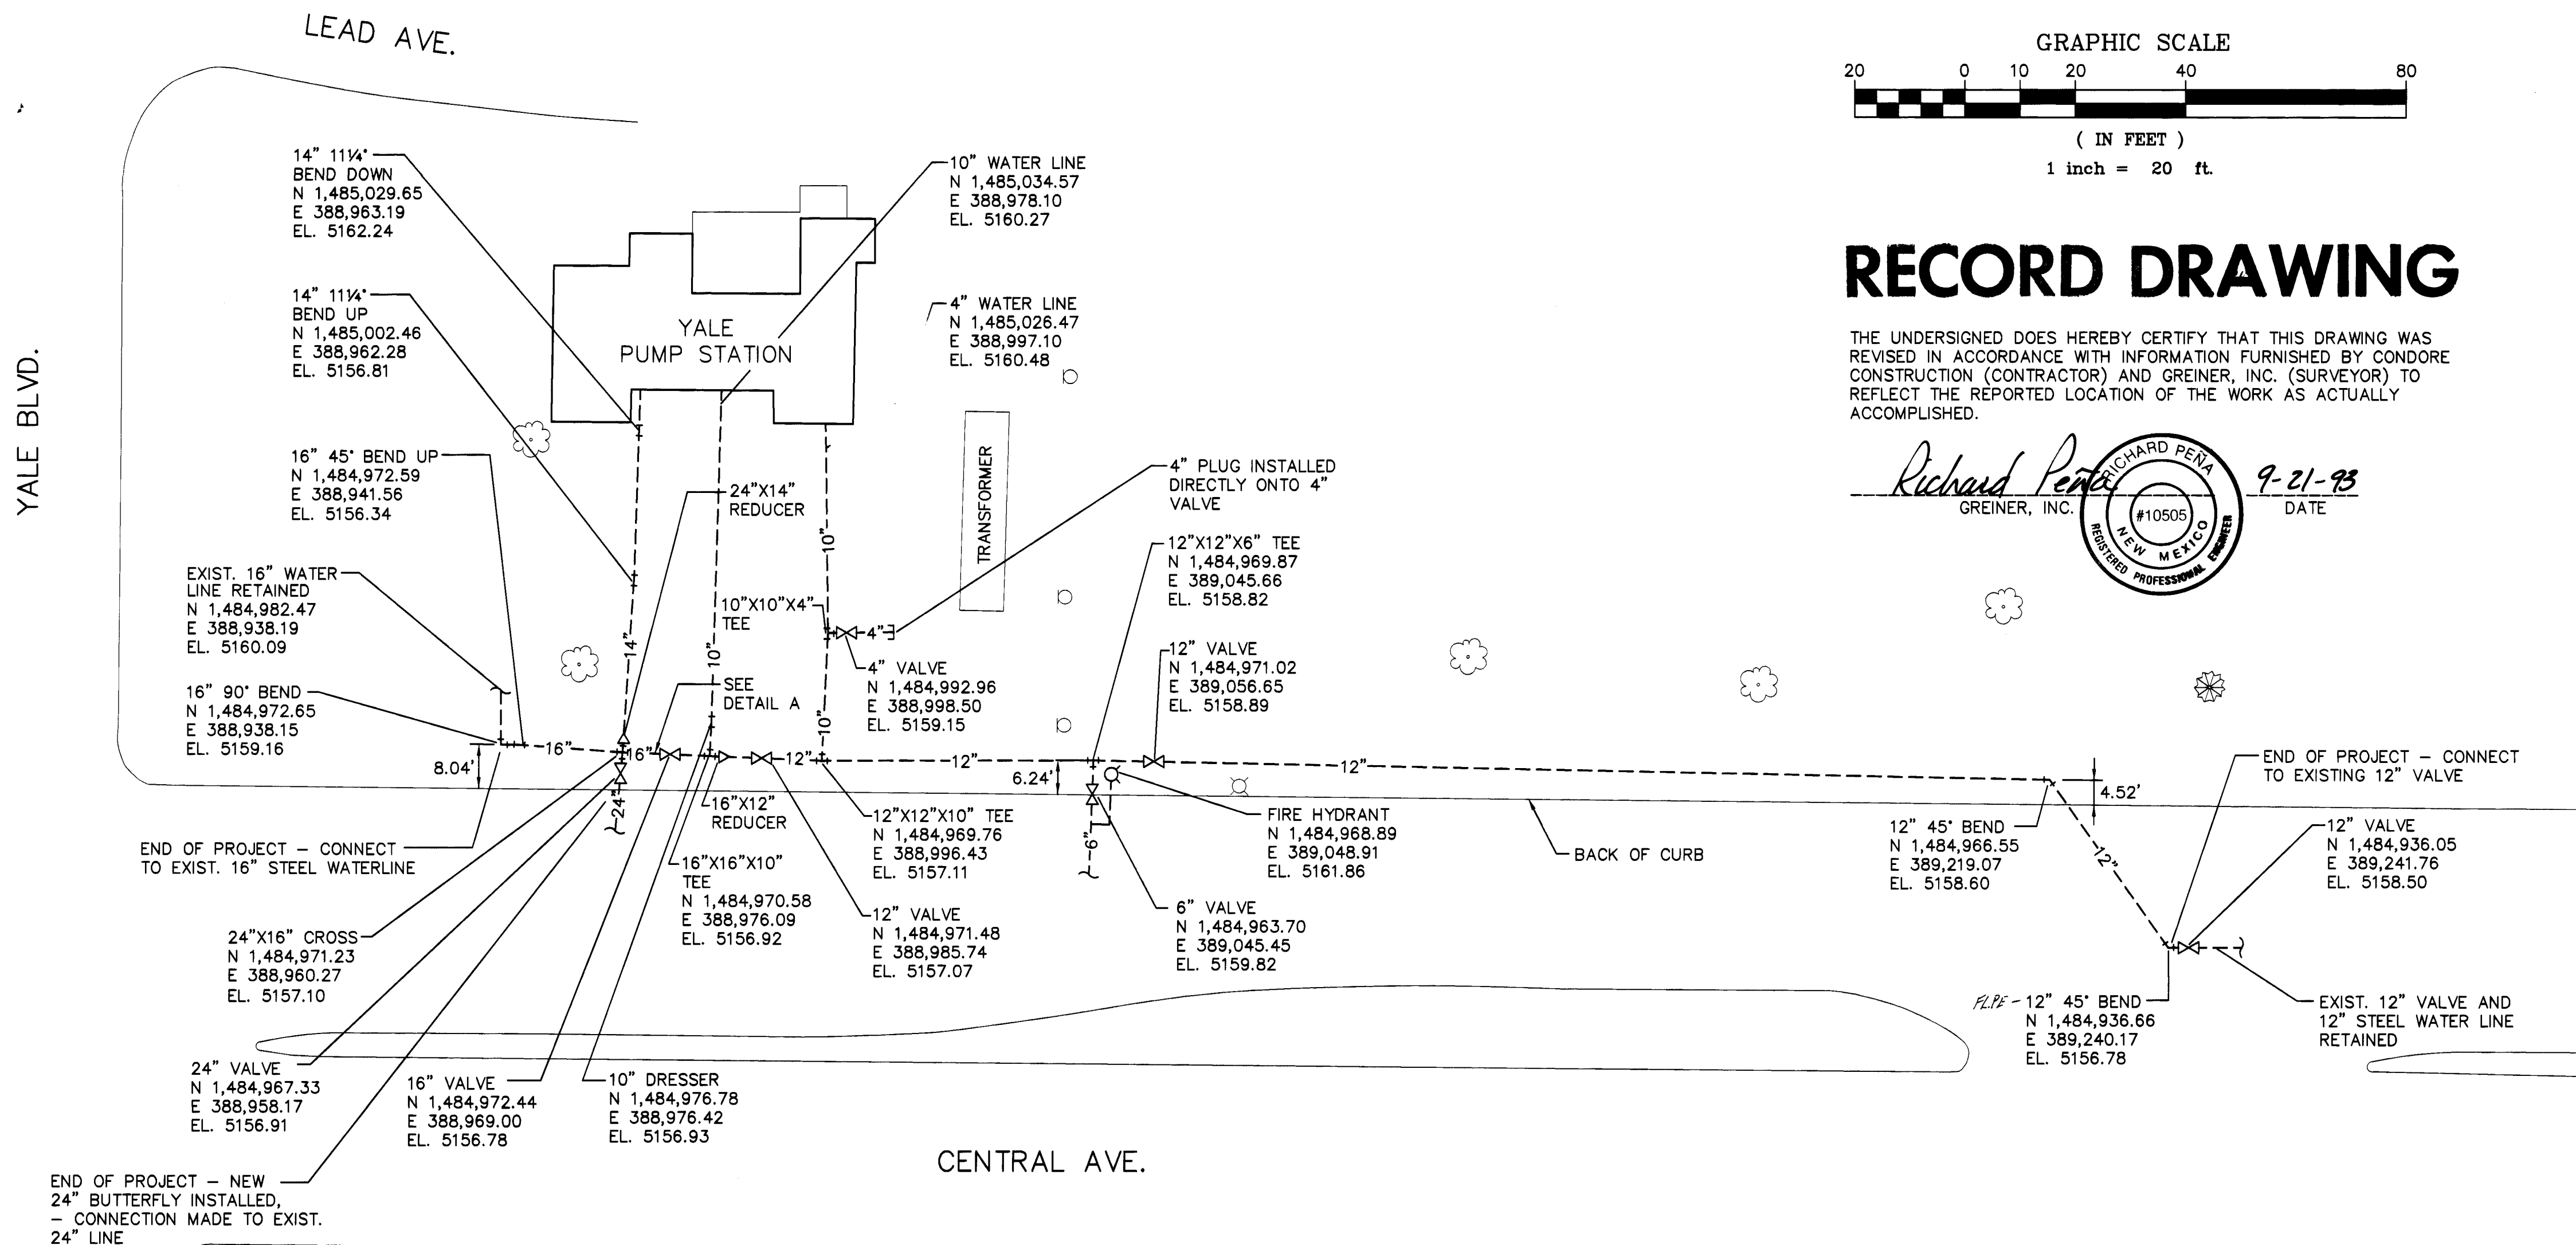 LEAD AVE.
YALE BLVD.
CENTRAL AVE.
GRAPHIC SCALE
20 0 10 20 40 80
( IN FEET )
1 inch = 20 ft.
RECORD DRAWING
THE UNDERSIGNED DOES HEREBY CERTIFY THAT THIS DRAWING WAS
REVISED IN ACCORDANCE WITH INFORMATION FURNISHED BY CONDORE
CONSTRUCTION (CONTRACTOR) AND GREINER, INC. (SURVEYOR) TO
REFLECT THE REPORTED LOCATION OF THE WORK AS ACTUALLY
ACCOMPLISHED.
Richard Peña
9-21-93
GREINER, INC.
DATE
RICHARD PEÑA
NEW MEXICO
#10505
REGISTERED PROFESSIONAL ENGINEER
14" 11¼°
BEND DOWN
N 1,485,029.65
E 388,963.19
EL. 5162.24
14" 11¼°
BEND UP
N 1,485,002.46
E 388,962.28
EL. 5156.81
16" 45° BEND UP
N 1,484,972.59
E 388,941.56
EL. 5156.34
EXIST. 16" WATER
LINE RETAINED
N 1,484,982.47
E 388,938.19
EL. 5160.09
16" 90° BEND
N 1,484,972.65
E 388,938.15
EL. 5159.16
8.04'
END OF PROJECT – CONNECT
TO EXIST. 16" STEEL WATERLINE
24"X16" CROSS
N 1,484,971.23
E 388,960.27
EL. 5157.10
24" VALVE
N 1,484,967.33
E 388,958.17
EL. 5156.91
END OF PROJECT – NEW
24" BUTTERFLY INSTALLED,
– CONNECTION MADE TO EXIST.
24" LINE
16" VALVE
N 1,484,972.44
E 388,969.00
EL. 5156.78
10" DRESSER
N 1,484,976.78
E 388,976.42
EL. 5156.93
YALE
PUMP STATION
10" WATER LINE
N 1,485,034.57
E 388,978.10
EL. 5160.27
4" WATER LINE
N 1,485,026.47
E 388,997.10
EL. 5160.48
TRANSFORMER
24"X14"
REDUCER
4" PLUG INSTALLED
DIRECTLY ONTO 4"
VALVE
10"X10"X4"
TEE
4"
14"
10"
10"
10"
SEE
DETAIL A
4" VALVE
N 1,484,992.96
E 388,998.50
EL. 5159.15
16"
16"
12"
12"
12"
24"
6"
12"
16"X12"
REDUCER
16"X16"X10"
TEE
N 1,484,970.58
E 388,976.09
EL. 5156.92
12"X12"X10" TEE
N 1,484,969.76
E 388,996.43
EL. 5157.11
12" VALVE
N 1,484,971.48
E 388,985.74
EL. 5157.07
12"X12"X6" TEE
N 1,484,969.87
E 389,045.66
EL. 5158.82
12" VALVE
N 1,484,971.02
E 389,056.65
EL. 5158.89
6.24'
FIRE HYDRANT
N 1,484,968.89
E 389,048.91
EL. 5161.86
6" VALVE
N 1,484,963.70
E 389,045.45
EL. 5159.82
BACK OF CURB
12" 45° BEND
N 1,484,966.55
E 389,219.07
EL. 5158.60
4.52'
END OF PROJECT – CONNECT
TO EXISTING 12" VALVE
12" VALVE
N 1,484,936.05
E 389,241.76
EL. 5158.50
12" 45° BEND
N 1,484,936.66
E 389,240.17
EL. 5156.78
EXIST. 12" VALVE AND
12" STEEL WATER LINE
RETAINED